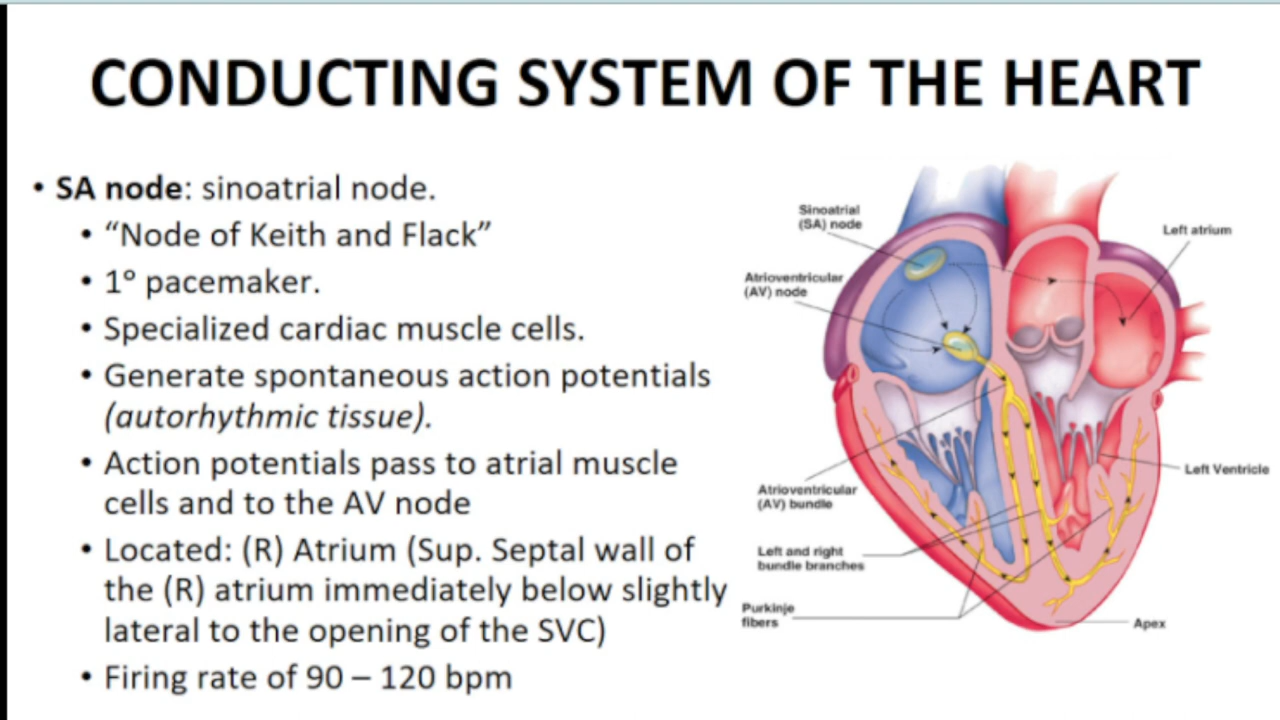 CONDUCTING SYSTEM OF THE HEART
• SA node: sinoatrial node.
• “Node of Keith and Flack”
• 1° pacemaker.
• Specialized cardiac muscle cells.
• Generate spontaneous action potentials
(autorhythmic tissue).
• Action potentials pass to atrial muscle
cells and to the AV node
• Located: (R) Atrium (Sup. Septal wall of
the (R) atrium immediately below slightly
lateral to the opening of the SVC)
• Firing rate of 90 – 120 bpm
Sinoatrial
(SA) node
Left atrium
Atrioventricular
(AV) node
Left Ventricle
Atrioventricular
(AV) bundle
Left and right
bundle branches
Purkinje
fibers
Apex